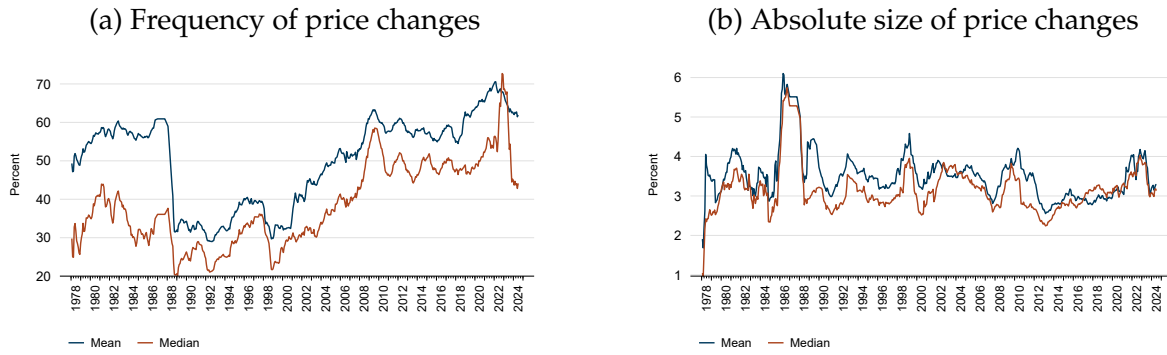 (a) Frequency of price changes
Percent
70
60
50
40
30
20
1978 1980 1982 1984 1986 1988 1990 1992 1994 1996 1998 2000 2002 2004 2006 2008 2010 2012 2014 2016 2018 2020 2022 2024
Mean Median
(b) Absolute size of price changes
Percent
6
5
4
3
2
1
1978 1980 1982 1984 1986 1988 1990 1992 1994 1996 1998 2000 2002 2004 2006 2008 2010 2012 2014 2016 2018 2020 2022 2024
Mean Median